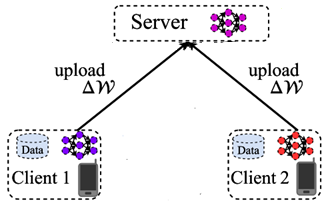 Server
upload
Δ𝒲
upload
Δ𝒲
Data
Client 1
Data
Client 2